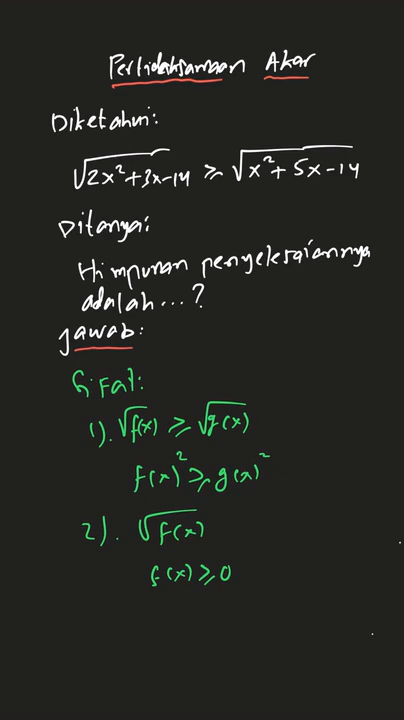 Pertidaksamaan Akar
Diketahui:
√2x²+3x-14 ≥ √x²+5x-14
Ditanya:
Himpunan penyelesaiannya
adalah...?
Jawab:
Sifat:
1). √f(x) ≥ √g(x)
f(x)² ≥ g(x)²
2). √f(x)
f(x) ≥ 0